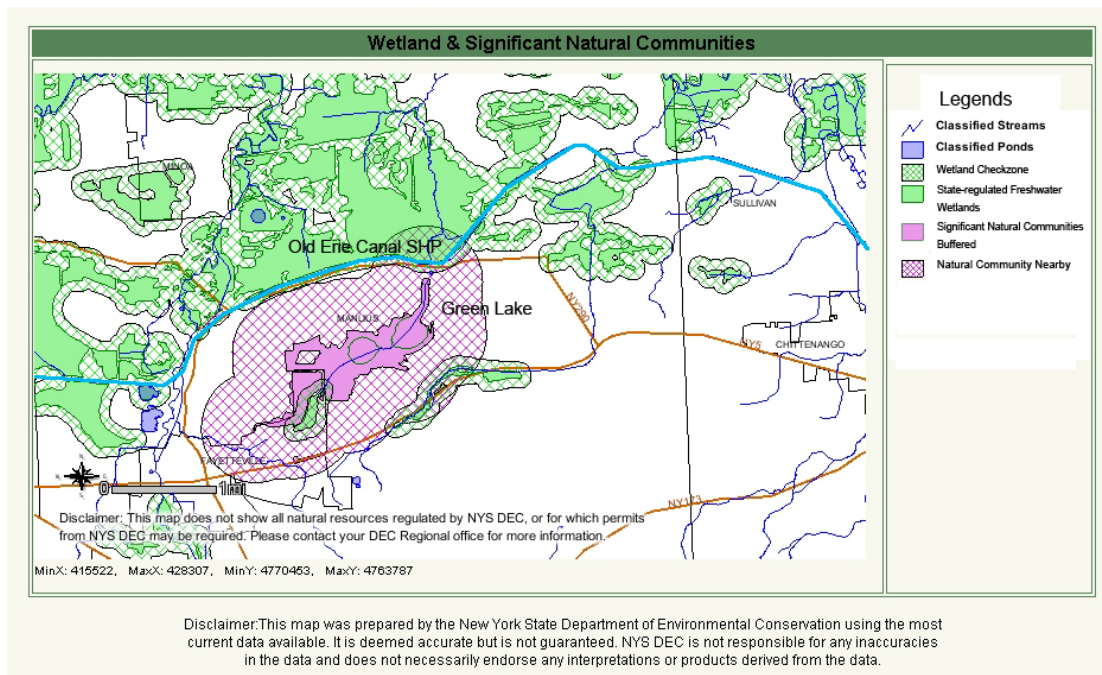 Wetland & Significant Natural Communities
Legends
Classified Streams
Classified Ponds
Wetland Checkzone
State-regulated Freshwater
Wetlands
Significant Natural Communities
Buffered
Natural Community Nearby
MINOA
SULLIVAN
Old Erie Canal SHP
Green Lake
MANLIUS
NY290
NY5
CHITTENANGO
FAYETTEVILLE
NY173
0 1 mi
Disclaimer: This map does not show all natural resources regulated by NYS DEC, or for which permits
from NYS DEC may be required. Please contact your DEC Regional office for more information.
MinX: 415522, MaxX: 428307, MinY: 4770453, MaxY: 4763787
Disclaimer:This map was prepared by the New York State Department of Environmental Conservation using the most
current data available. It is deemed accurate but is not guaranteed. NYS DEC is not responsible for any inaccuracies
in the data and does not necessarily endorse any interpretations or products derived from the data.